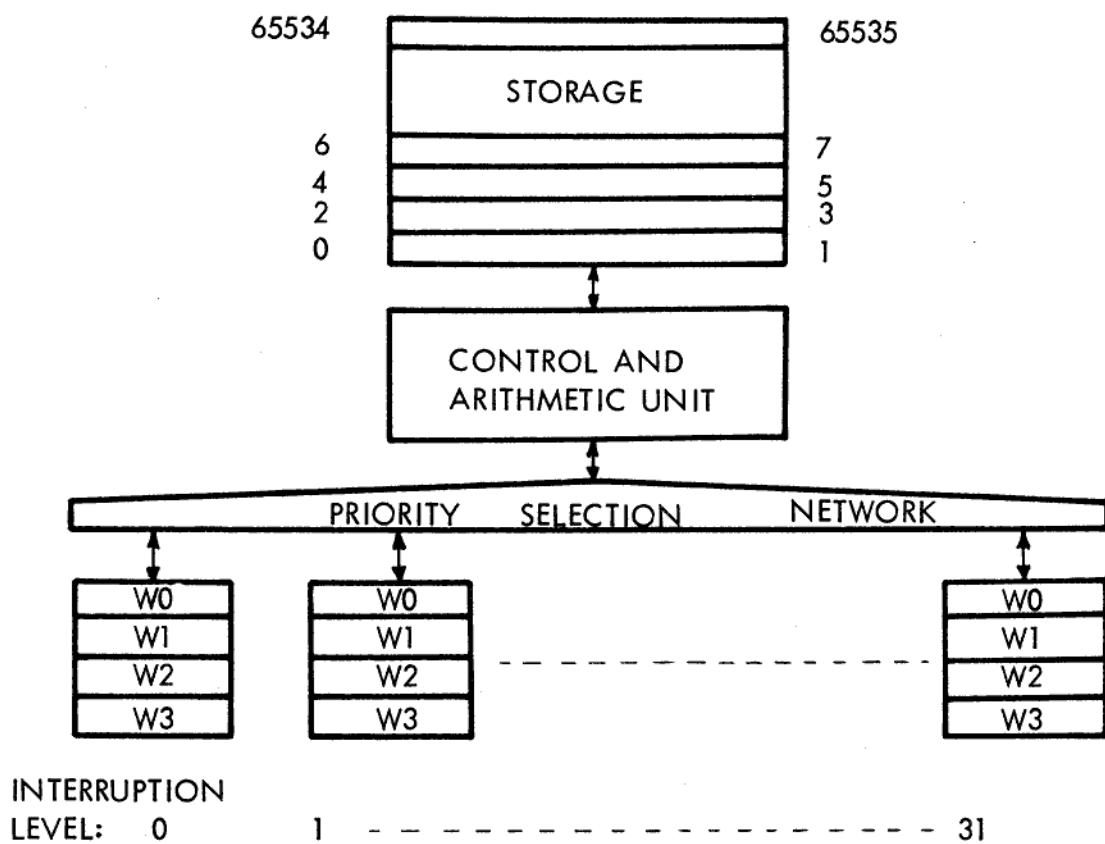 65534 65535
STORAGE
6 7
4 5
2 3
0 1
CONTROL AND
ARITHMETIC UNIT
PRIORITY SELECTION NETWORK
W0 W0 W0
W1 W1 W1
W2 W2 W2
W3 W3 W3
INTERRUPTION
LEVEL: 0 1 31